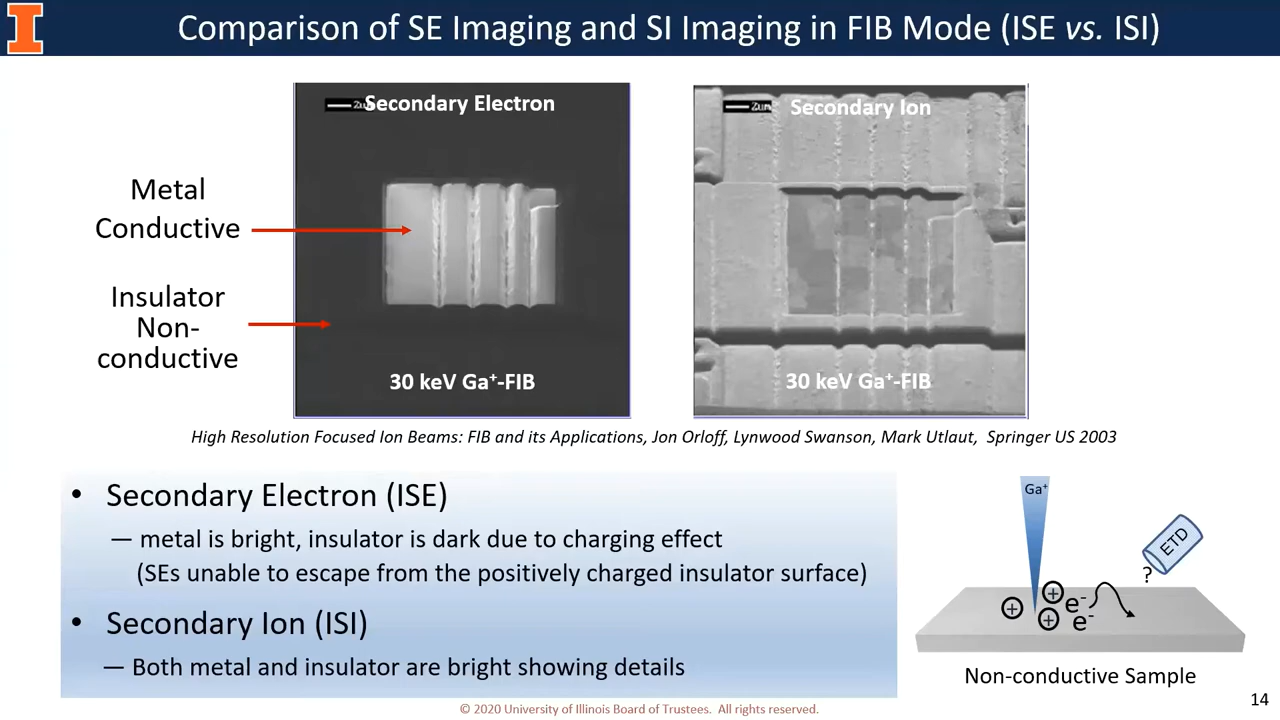 Comparison of SE Imaging and SI Imaging in FIB Mode (ISE vs. ISI)
2um
Secondary Electron
2um
Secondary Ion
Metal
Conductive
Insulator
Non-
conductive
30 keV Ga⁺-FIB
30 keV Ga⁺-FIB
High Resolution Focused Ion Beams: FIB and its Applications, Jon Orloff, Lynwood Swanson, Mark Utlaut, Springer US 2003
• Secondary Electron (ISE)
— metal is bright, insulator is dark due to charging effect
(SEs unable to escape from the positively charged insulator surface)
• Secondary Ion (ISI)
— Both metal and insulator are bright showing details
Ga⁺
ETD
?
+
+
+
e⁻
e⁻
Non-conductive Sample
© 2020 University of Illinois Board of Trustees. All rights reserved.
14